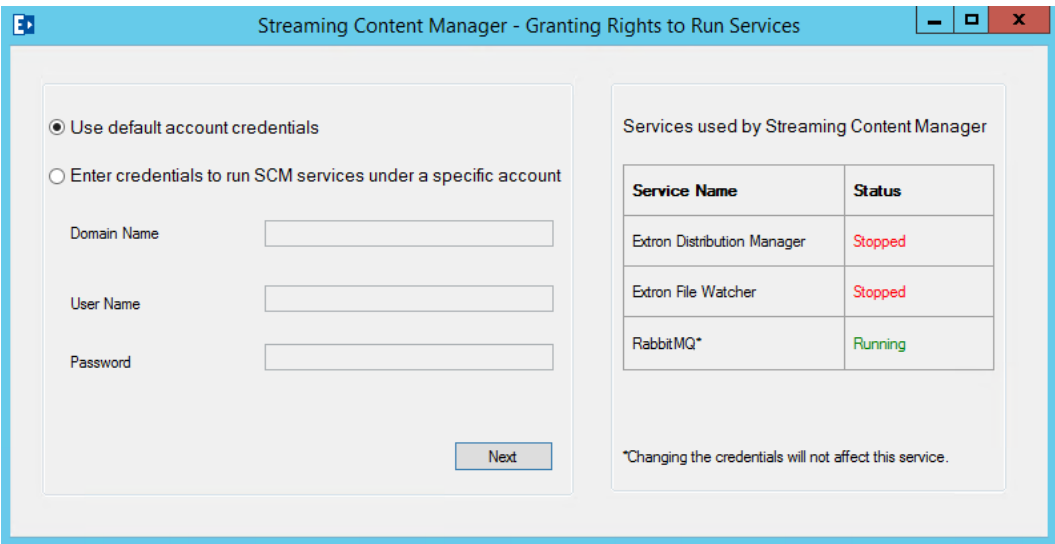 Streaming Content Manager - Granting Rights to Run Services
Use default account credentials
Enter credentials to run SCM services under a specific account
Domain Name
User Name
Password
Next
Services used by Streaming Content Manager
Service Name Status
Extron Distribution Manager Stopped
Extron File Watcher Stopped
RabbitMQ* Running
*Changing the credentials will not affect this service.